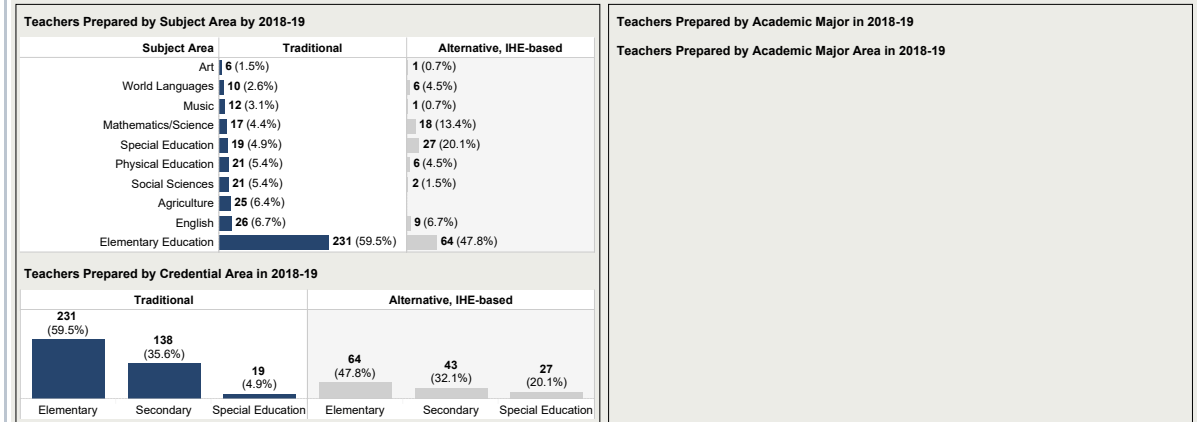 Teachers Prepared by Subject Area by 2018-19
Subject Area Traditional Alternative, IHE-based
Art 6 (1.5%) 1 (0.7%)
World Languages 10 (2.6%) 6 (4.5%)
Music 12 (3.1%) 1 (0.7%)
Mathematics/Science 17 (4.4%) 18 (13.4%)
Special Education 19 (4.9%) 27 (20.1%)
Physical Education 21 (5.4%) 6 (4.5%)
Social Sciences 21 (5.4%) 2 (1.5%)
Agriculture 25 (6.4%)
English 26 (6.7%) 9 (6.7%)
Elementary Education 231 (59.5%) 64 (47.8%)
Teachers Prepared by Credential Area in 2018-19
Traditional Alternative, IHE-based
231
(59.5%)
138
(35.6%)
19
(4.9%)
64
(47.8%)
43
(32.1%)
27
(20.1%)
Elementary Secondary Special Education Elementary Secondary Special Education
Teachers Prepared by Academic Major in 2018-19
Teachers Prepared by Academic Major Area in 2018-19